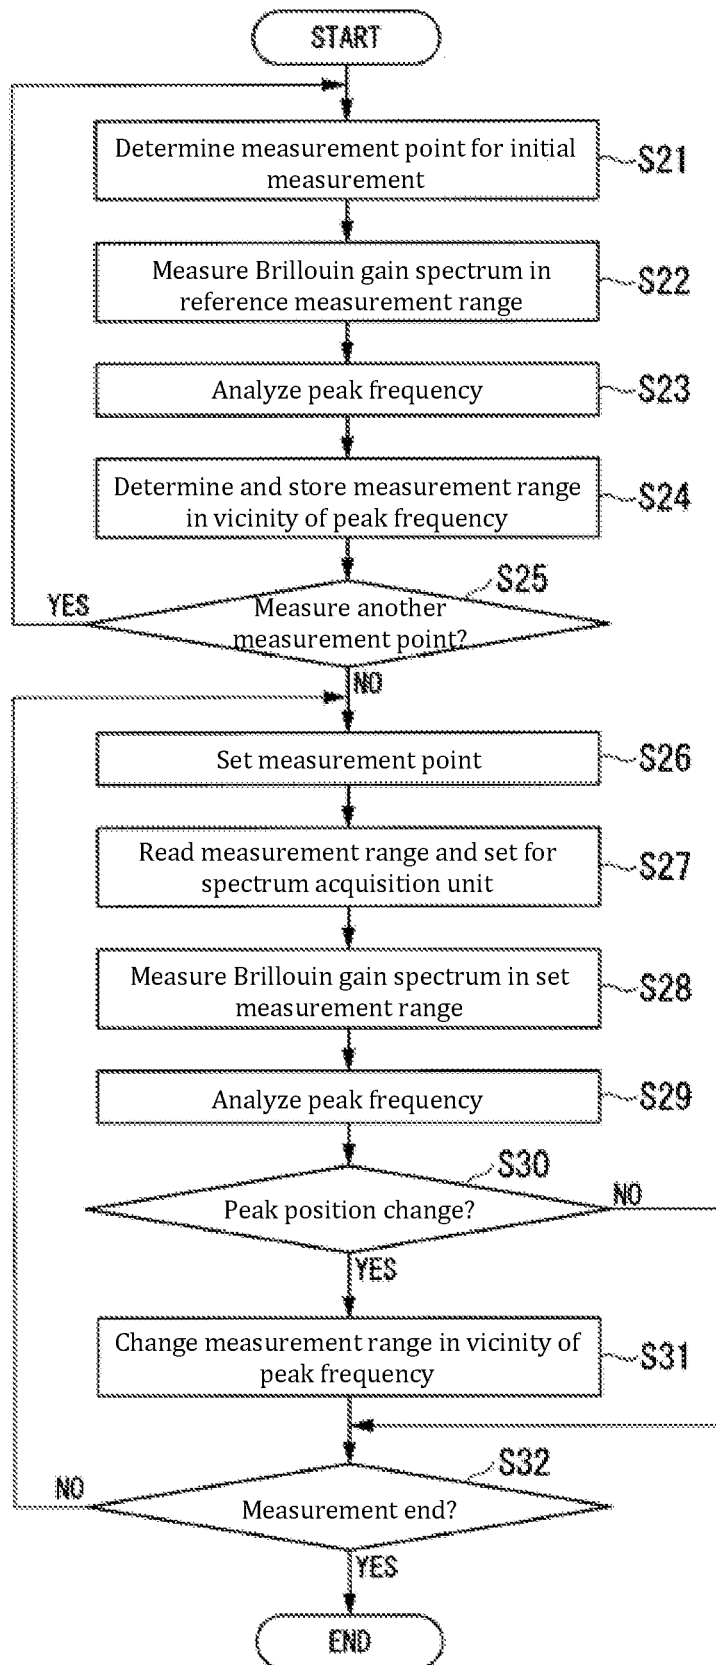 START
Determine measurement point for initial
measurement
S21
Measure Brillouin gain spectrum in
reference measurement range
S22
Analyze peak frequency
S23
Determine and store measurement range
in vicinity of peak frequency
S24
S25
YES
Measure another
measurement point?
NO
Set measurement point
S26
Read measurement range and set for
spectrum acquisition unit
S27
Measure Brillouin gain spectrum in set
measurement range
S28
Analyze peak frequency
S29
S30
Peak position change?
NO
YES
Change measurement range in vicinity of
peak frequency
S31
S32
NO
Measurement end?
YES
END